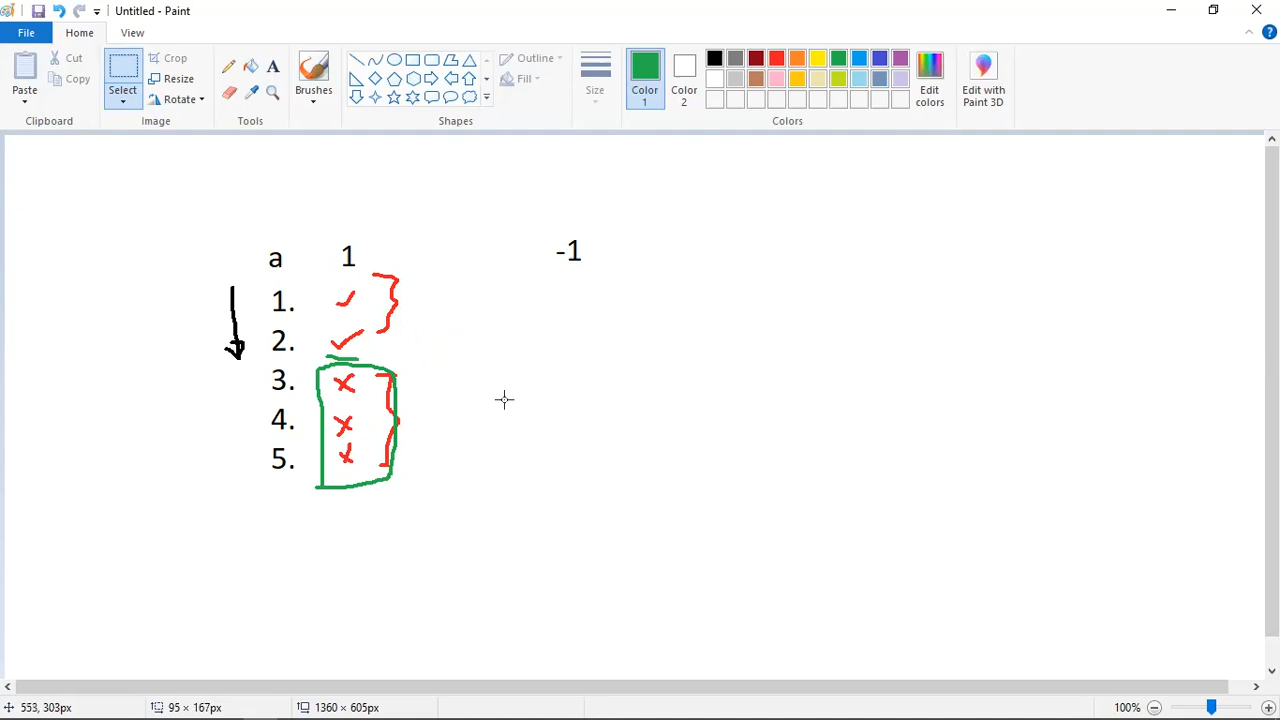 Untitled - Paint
File Home View
Paste
Cut
Copy
Clipboard
Select
Crop
Resize
Rotate
Image
A
Tools
Brushes
Outline
Fill
Shapes
Size
Color 1
Color 2
Edit colors
Colors
Edit with Paint 3D
a 1 -1
1.
2.
3.
4.
5.
553, 303px 95 × 167px 1360 × 605px 100%